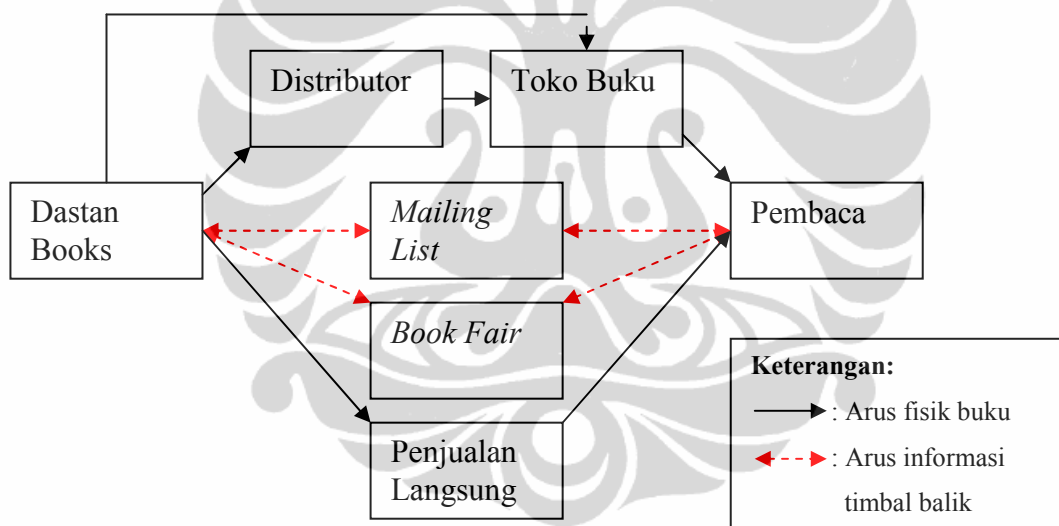 Distributor
Toko Buku
Dastan
Books
Mailing
List
Pembaca
Book Fair
Penjualan
Langsung
Keterangan:
: Arus fisik buku
: Arus informasi
timbal balik